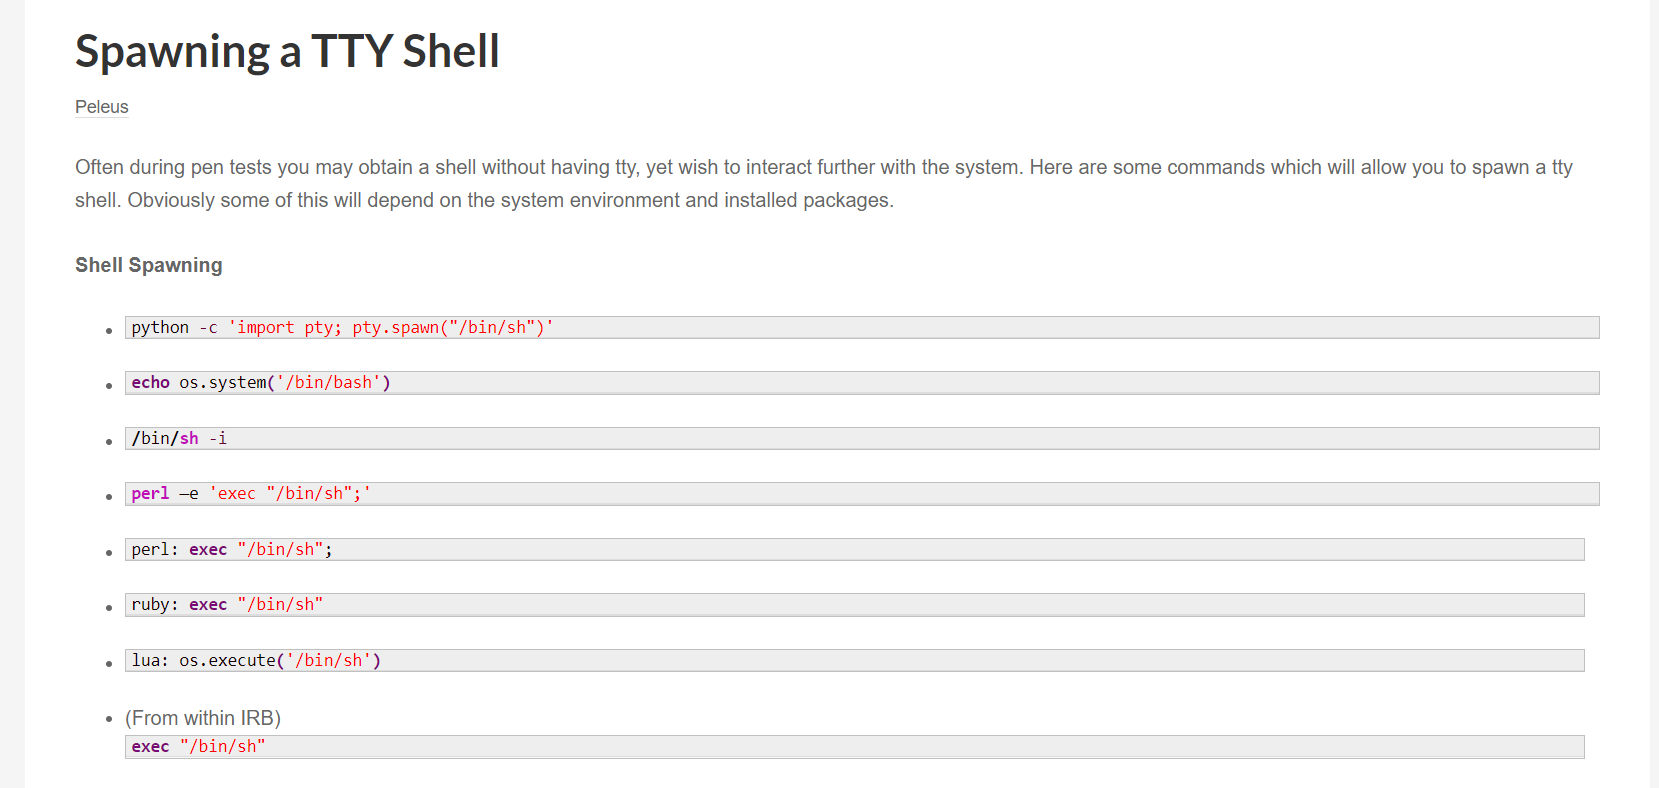 Spawning a TTY Shell
Peleus
Often during pen tests you may obtain a shell without having tty, yet wish to interact further with the system. Here are some commands which will allow you to spawn a tty
shell. Obviously some of this will depend on the system environment and installed packages.
Shell Spawning
• python -c 'import pty; pty.spawn("/bin/sh")'
• echo os.system('/bin/bash')
• /bin/sh -i
• perl —e 'exec "/bin/sh";'
• perl: exec "/bin/sh";
• ruby: exec "/bin/sh"
• lua: os.execute('/bin/sh')
• (From within IRB)
exec "/bin/sh"